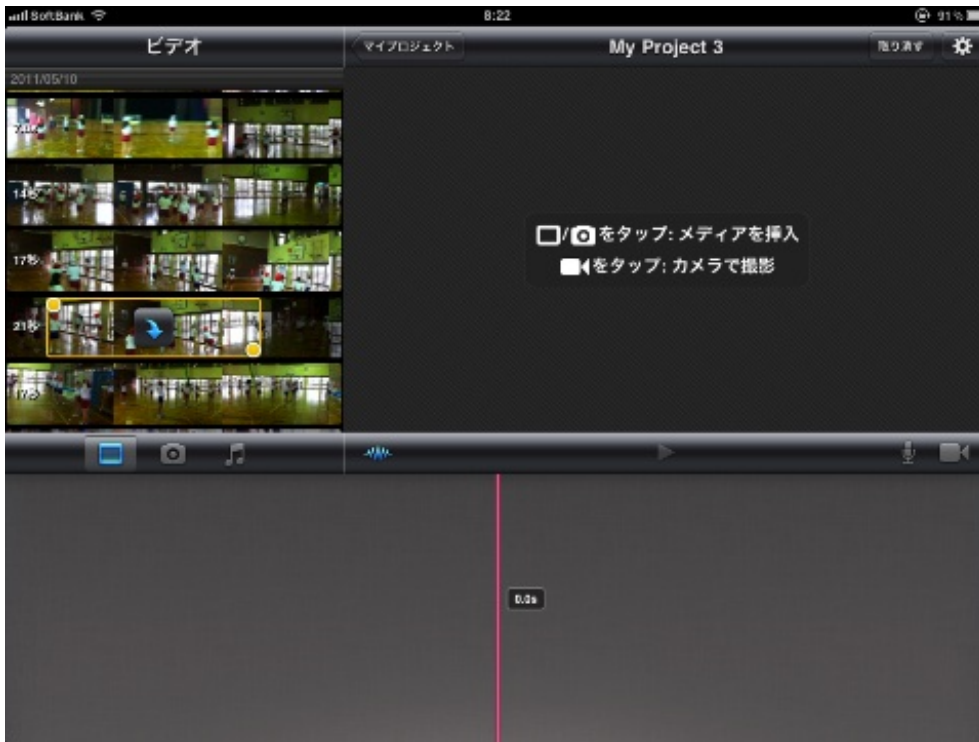 SoftBank 8:22 91%
ビデオ
マイプロジェクト My Project 3 取り消す
2011/05/10
14秒
17秒
21秒
17秒
/をタップ: メディアを挿入
をタップ: カメラで撮影
0.0s